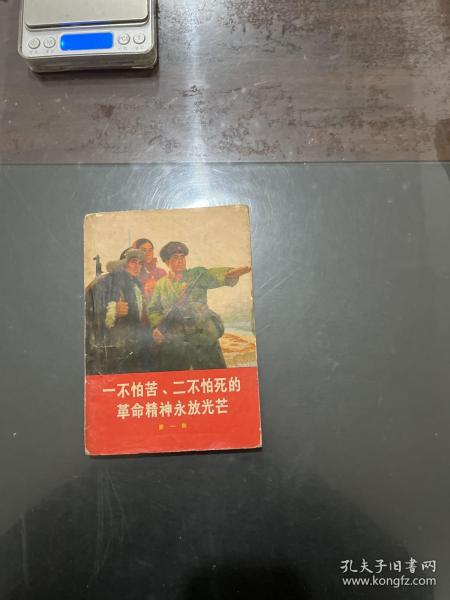 一不怕苦、二不怕死的
革命精神永放光芒
第一辑
孔夫子旧书网
www.kongfz.com